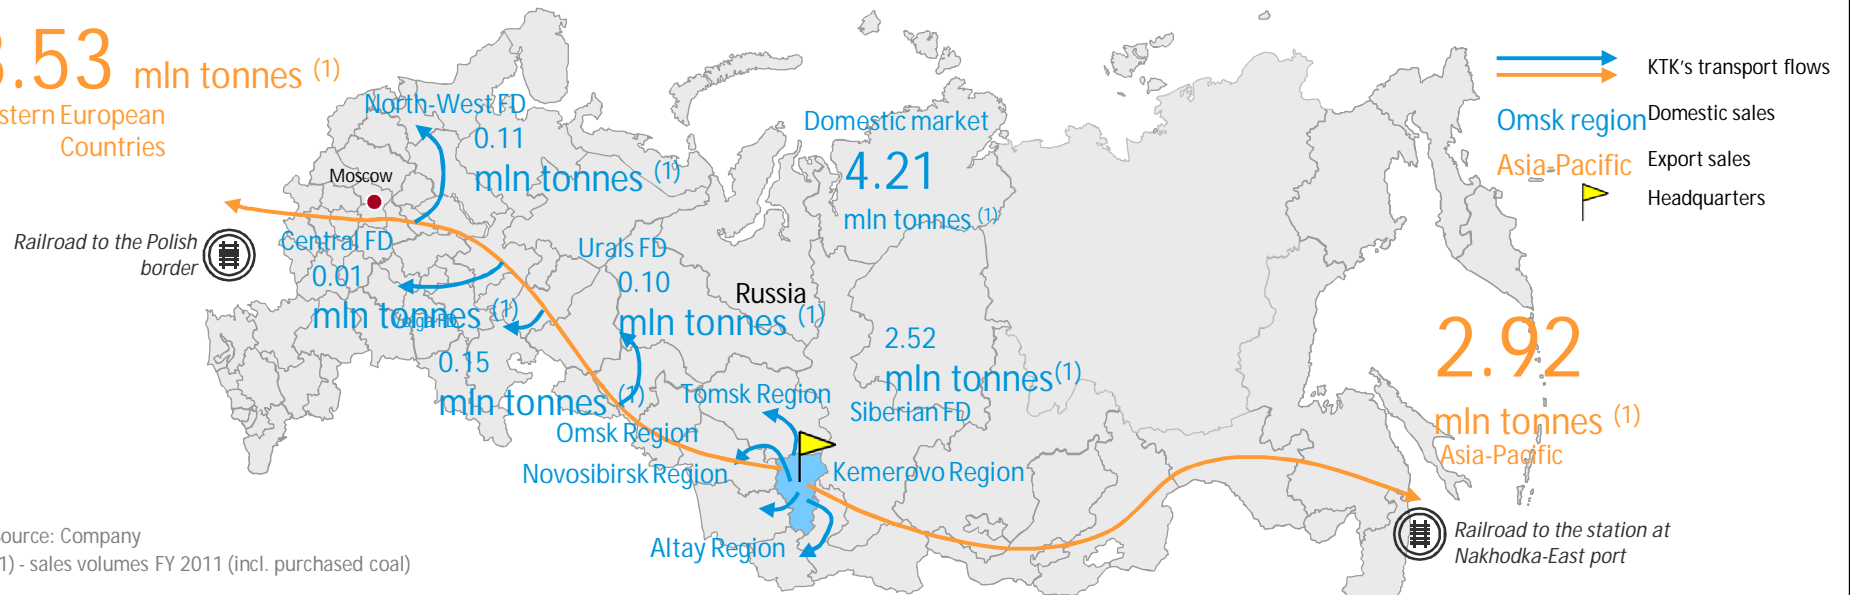 .53 mln tonnes (1)
stern European
Countries
North-West FD
0.11
mln tonnes (1)
Moscow
Railroad to the Polish
border
Central FD
0.01
mln tonnes (1)
Volga FD
0.15
mln tonnes (1)
Urals FD
0.10
mln tonnes (1)
Russia
Domestic market
4.21
mln tonnes (1)
2.52
mln tonnes(1)
Siberian FD
Tomsk Region
Omsk Region
Novosibirsk Region
Kemerovo Region
Altay Region
KTK's transport flows
Omsk region Domestic sales
Asia-Pacific Export sales
Headquarters
2.92
mln tonnes (1)
Asia-Pacific
Railroad to the station at
Nakhodka-East port
ource: Company
1) - sales volumes FY 2011 (incl. purchased coal)